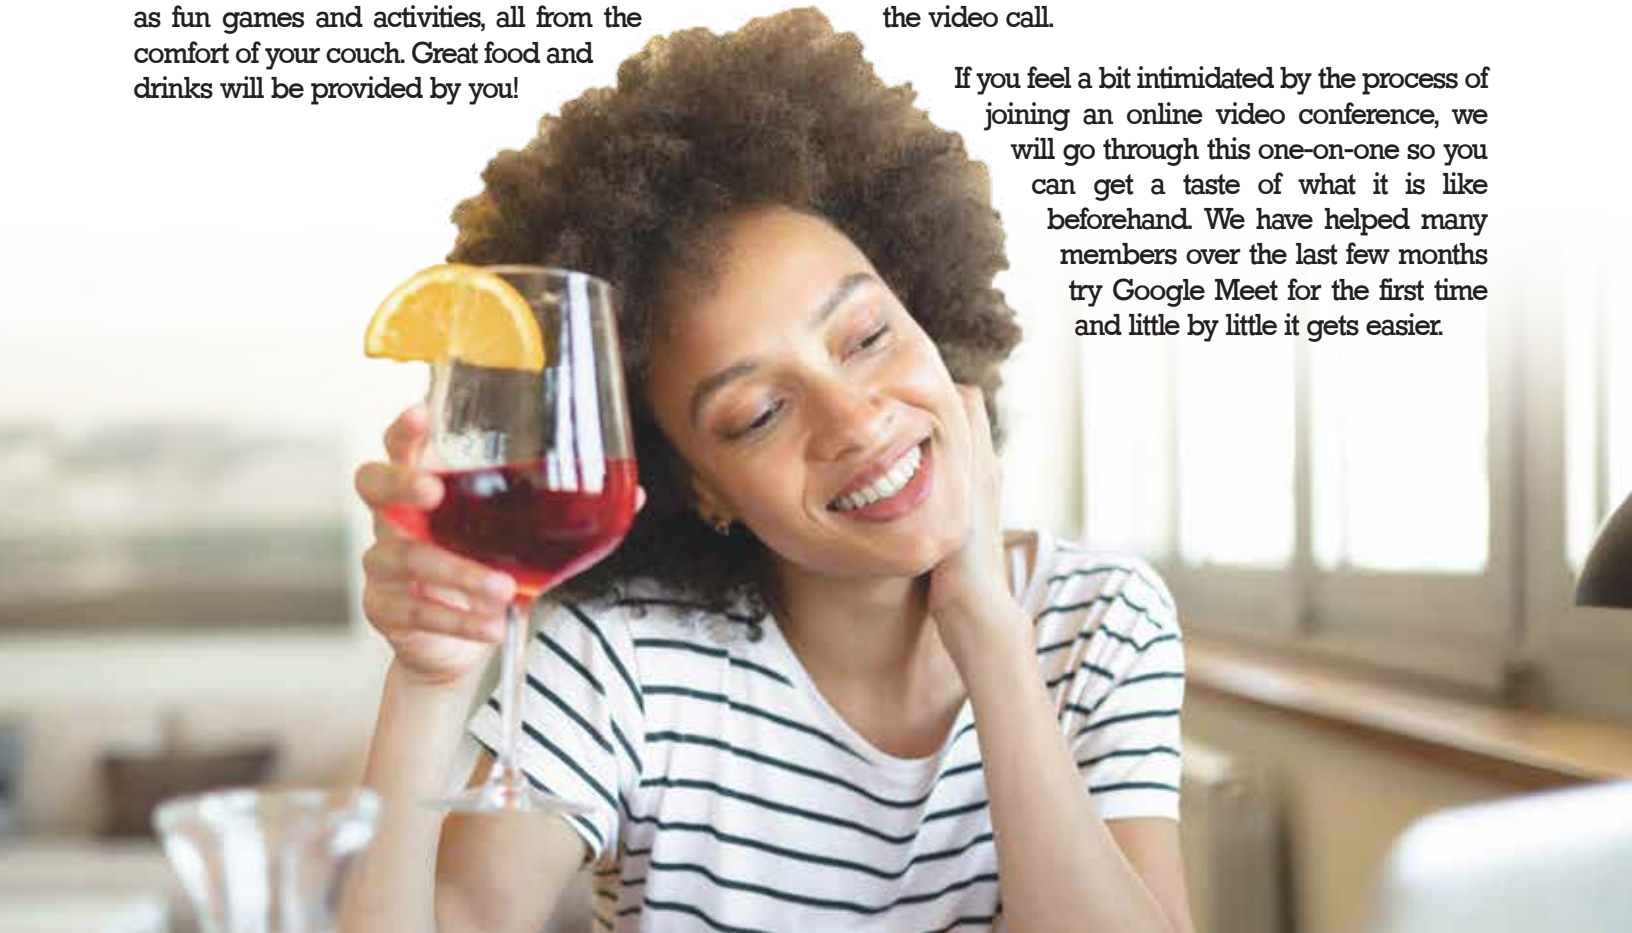 as fun games and activities, all from the
comfort of your couch. Great food and
drinks will be provided by you!
the video call.
If you feel a bit intimidated by the process of
joining an online video conference, we
will go through this one-on-one so you
can get a taste of what it is like
beforehand. We have helped many
members over the last few months
try Google Meet for the first time
and little by little it gets easier.